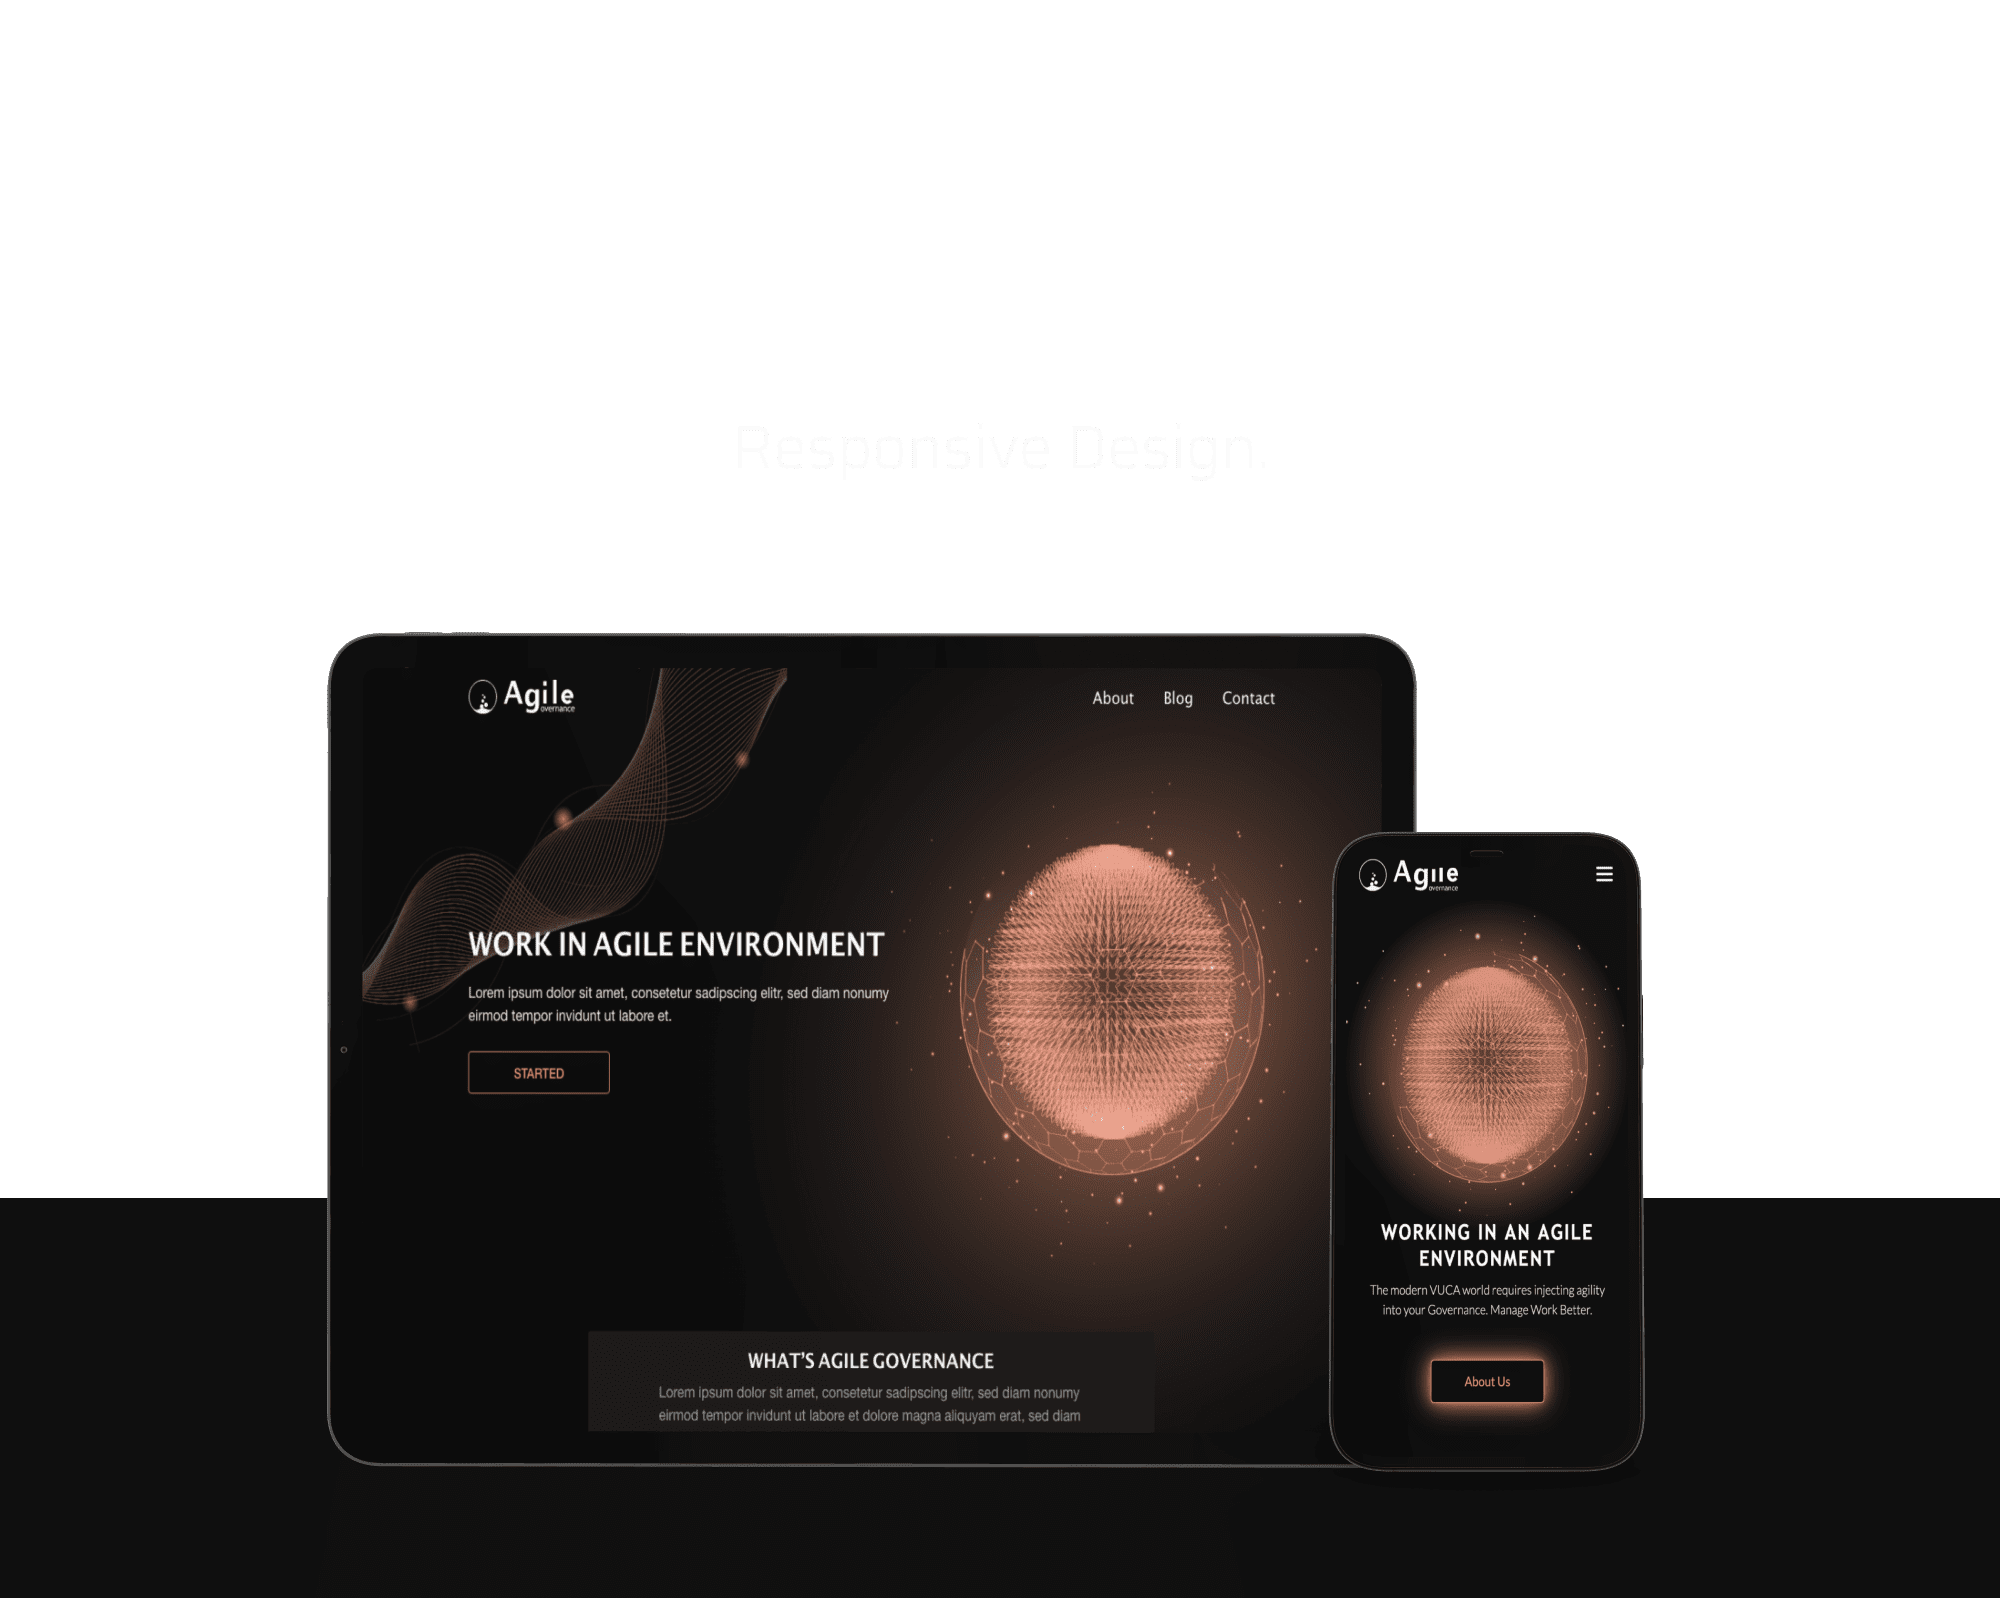 Responsive Design.
Agile
overnance
About Blog Contact
WORK IN AGILE ENVIRONMENT
Lorem ipsum dolor sit amet, consetetur sadipscing elitr, sed diam nonumy
eirmod tempor invidunt ut labore et.
STARTED
WHAT'S AGILE GOVERNANCE
Lorem ipsum dolor sit amet, consetetur sadipscing elitr, sed diam nonumy
eirmod tempor invidunt ut labore et dolore magna aliquyam erat, sed diam
Agile
overnance
WORKING IN AN AGILE
ENVIRONMENT
The modern VUCA world requires injecting agility
into your Governance. Manage Work Better.
About Us